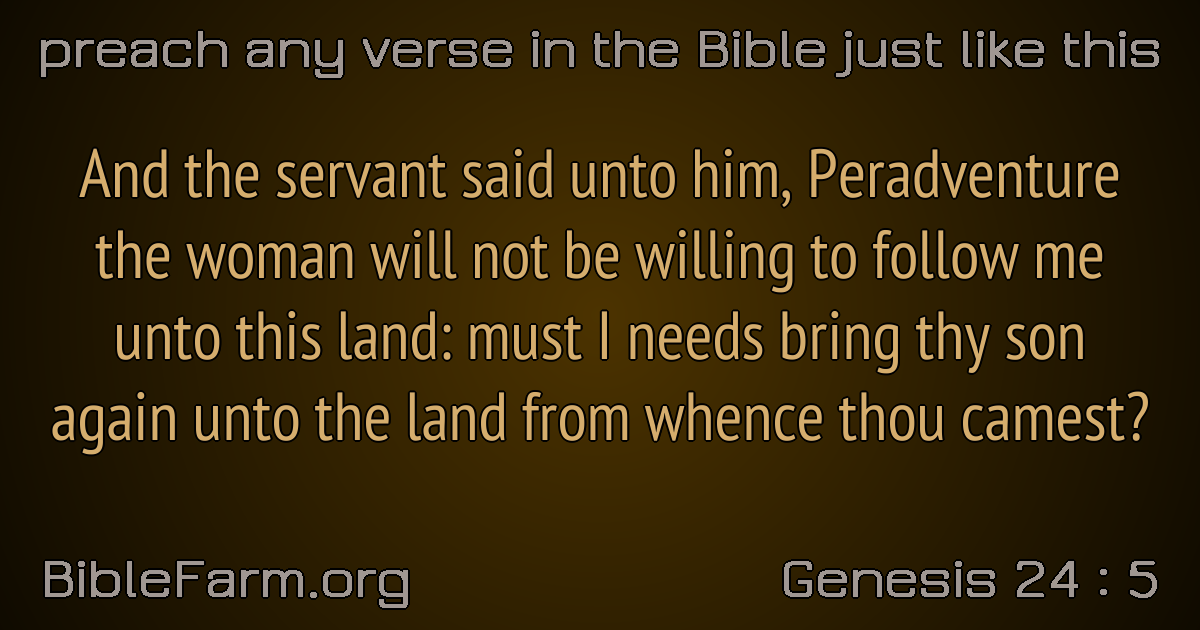 preach any verse in the Bible just like this
And the servant said unto him, Peradventure
the woman will not be willing to follow me
unto this land: must I needs bring thy son
again unto the land from whence thou camest?
BibleFarm.org
Genesis 24 : 5